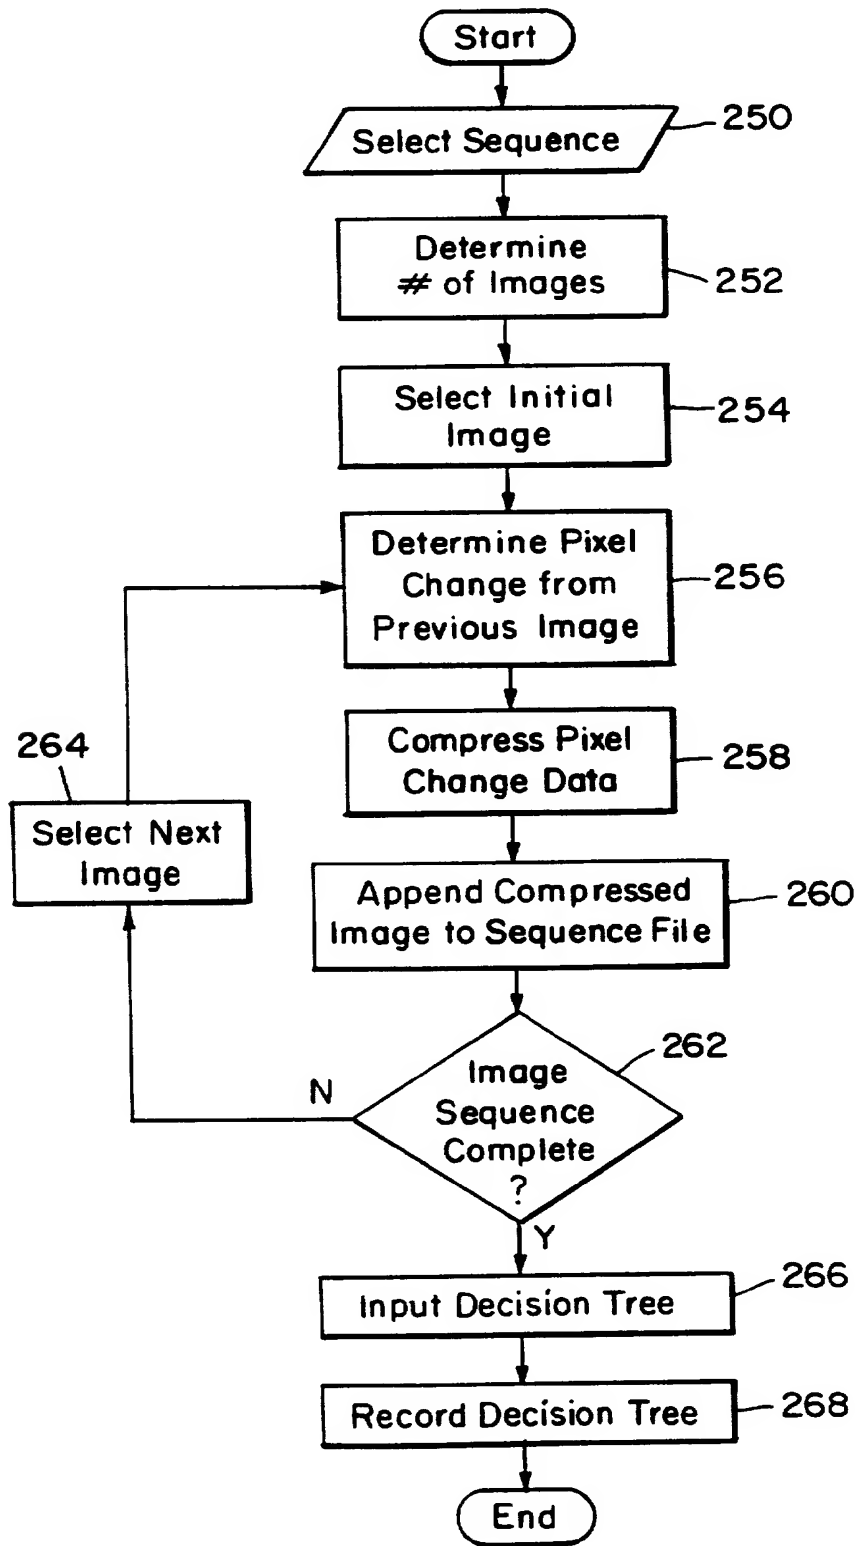 Start
Select Sequence
250
Determine
# of Images
252
Select Initial
Image
254
Determine Pixel
Change from
Previous Image
256
Compress Pixel
Change Data
258
264
Select Next
Image
Append Compressed
Image to Sequence File
260
Image
Sequence
Complete
?
262
N
Y
Input Decision Tree
266
Record Decision Tree
268
End